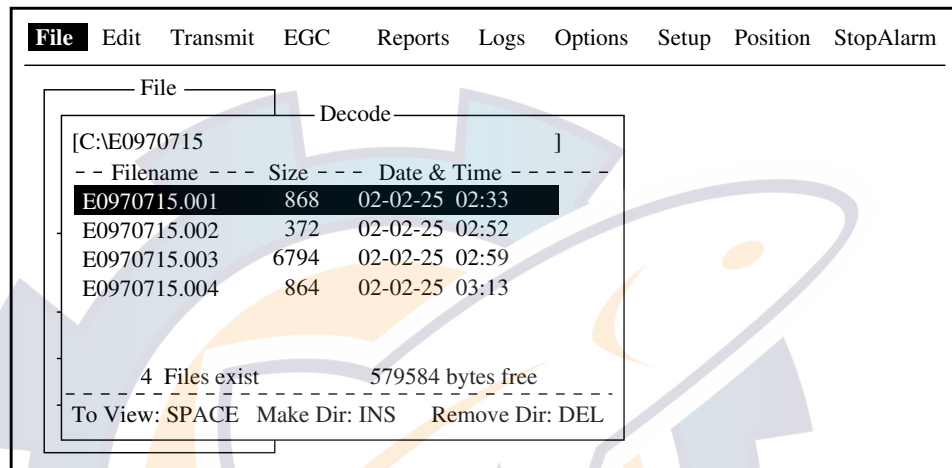 File Edit Transmit EGC Reports Logs Options Setup Position StopAlarm
File
Decode
[C:\E0970715 ]
- - Filename - - - Size - - - Date & Time - - - - - -
E0970715.001 868 02-02-25 02:33
E0970715.002 372 02-02-25 02:52
E0970715.003 6794 02-02-25 02:59
E0970715.004 864 02-02-25 03:13
4 Files exist 579584 bytes free
To View: SPACE Make Dir: INS Remove Dir: DEL